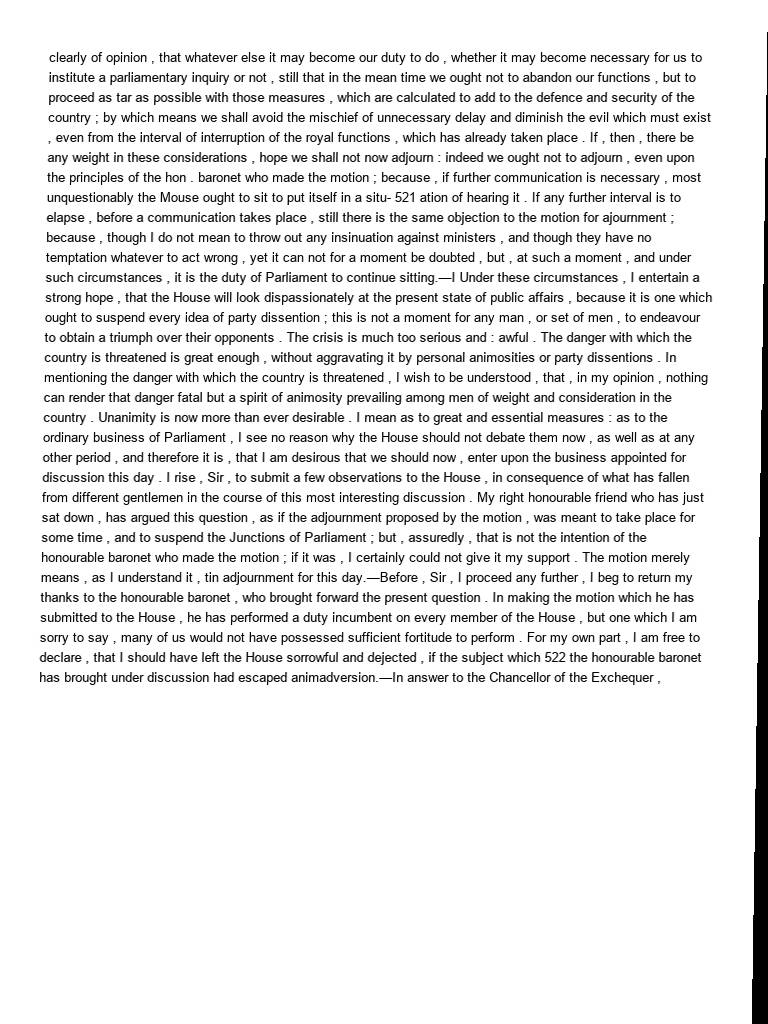 clearly of opinion , that whatever else it may become our duty to do , whether it may become necessary for us to
institute a parliamentary inquiry or not , still that in the mean time we ought not to abandon our functions , but to
proceed as tar as possible with those measures , which are calculated to add to the defence and security of the
country ; by which means we shall avoid the mischief of unnecessary delay and diminish the evil which must exist
, even from the interval of interruption of the royal functions , which has already taken place . If , then , there be
any weight in these considerations , hope we shall not now adjourn : indeed we ought not to adjourn , even upon
the principles of the hon . baronet who made the motion ; because , if further communication is necessary , most
unquestionably the Mouse ought to sit to put itself in a situ- 521 ation of hearing it . If any further interval is to
elapse , before a communication takes place , still there is the same objection to the motion for ajournment ;
because , though I do not mean to throw out any insinuation against ministers , and though they have no
temptation whatever to act wrong , yet it can not for a moment be doubted , but , at such a moment , and under
such circumstances , it is the duty of Parliament to continue sitting.—I Under these circumstances , I entertain a
strong hope , that the House will look dispassionately at the present state of public affairs , because it is one which
ought to suspend every idea of party dissention ; this is not a moment for any man , or set of men , to endeavour
to obtain a triumph over their opponents . The crisis is much too serious and : awful . The danger with which the
country is threatened is great enough , without aggravating it by personal animosities or party dissentions . In
mentioning the danger with which the country is threatened , I wish to be understood , that , in my opinion , nothing
can render that danger fatal but a spirit of animosity prevailing among men of weight and consideration in the
country . Unanimity is now more than ever desirable . I mean as to great and essential measures : as to the
ordinary business of Parliament , I see no reason why the House should not debate them now , as well as at any
other period , and therefore it is , that I am desirous that we should now , enter upon the business appointed for
discussion this day . I rise , Sir , to submit a few observations to the House , in consequence of what has fallen
from different gentlemen in the course of this most interesting discussion . My right honourable friend who has just
sat down , has argued this question , as if the adjournment proposed by the motion , was meant to take place for
some time , and to suspend the Junctions of Parliament ; but , assuredly , that is not the intention of the
honourable baronet who made the motion ; if it was , I certainly could not give it my support . The motion merely
means , as I understand it , tin adjournment for this day.—Before , Sir , I proceed any further , I beg to return my
thanks to the honourable baronet , who brought forward the present question . In making the motion which he has
submitted to the House , he has performed a duty incumbent on every member of the House , but one which I am
sorry to say , many of us would not have possessed sufficient fortitude to perform . For my own part , I am free to
declare , that I should have left the House sorrowful and dejected , if the subject which 522 the honourable baronet
has brought under discussion had escaped animadversion.—In answer to the Chancellor of the Exchequer ,